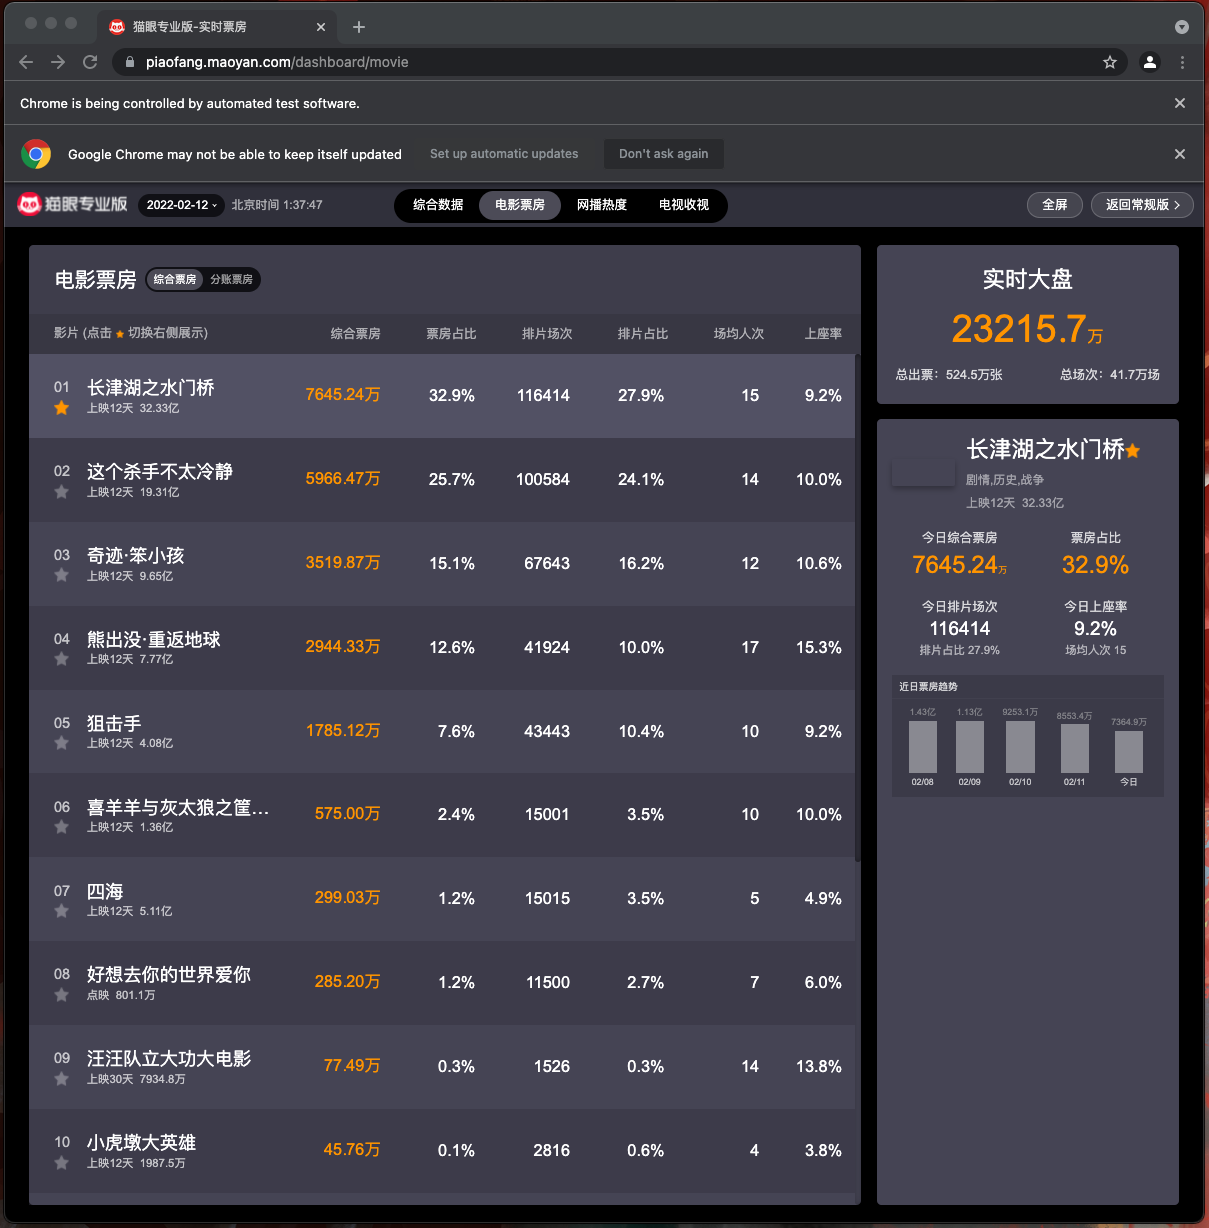 猫眼专业版-实时票房
piaofang.maoyan.com/dashboard/movie
Chrome is being controlled by automated test software.
Google Chrome may not be able to keep itself updated Set up automatic updates Don't ask again
猫眼专业版 2022-02-12 北京时间 1:37:47 综合数据 电影票房 网播热度 电视收视 全屏 返回常规版
电影票房 综合票房 分账票房
影片 (点击 切换右侧展示) 综合票房 票房占比 排片场次 排片占比 场均人次 上座率
01 长津湖之水门桥 7645.24万 32.9% 116414 27.9% 15 9.2%
上映12天 32.33亿
02 这个杀手不太冷静 5966.47万 25.7% 100584 24.1% 14 10.0%
上映12天 19.31亿
03 奇迹·笨小孩 3519.87万 15.1% 67643 16.2% 12 10.6%
上映12天 9.65亿
04 熊出没·重返地球 2944.33万 12.6% 41924 10.0% 17 15.3%
上映12天 7.77亿
05 狙击手 1785.12万 7.6% 43443 10.4% 10 9.2%
上映12天 4.08亿
06 喜羊羊与灰太狼之筐... 575.00万 2.4% 15001 3.5% 10 10.0%
上映12天 1.36亿
07 四海 299.03万 1.2% 15015 3.5% 5 4.9%
上映12天 5.11亿
08 好想去你的世界爱你 285.20万 1.2% 11500 2.7% 7 6.0%
点映 801.1万
09 汪汪队立大功大电影 77.49万 0.3% 1526 0.3% 14 13.8%
上映30天 7934.8万
10 小虎墩大英雄 45.76万 0.1% 2816 0.6% 4 3.8%
上映12天 1987.5万
实时大盘
23215.7万
总出票：524.5万张 总场次：41.7万场
长津湖之水门桥
剧情,历史,战争
上映12天 32.33亿
今日综合票房 票房占比
7645.24万 32.9%
今日排片场次 今日上座率
116414 9.2%
排片占比 27.9% 场均人次 15
近日票房趋势
1.43亿 1.13亿 9253.1万 8553.4万 7364.9万
02/08 02/09 02/10 02/11 今日